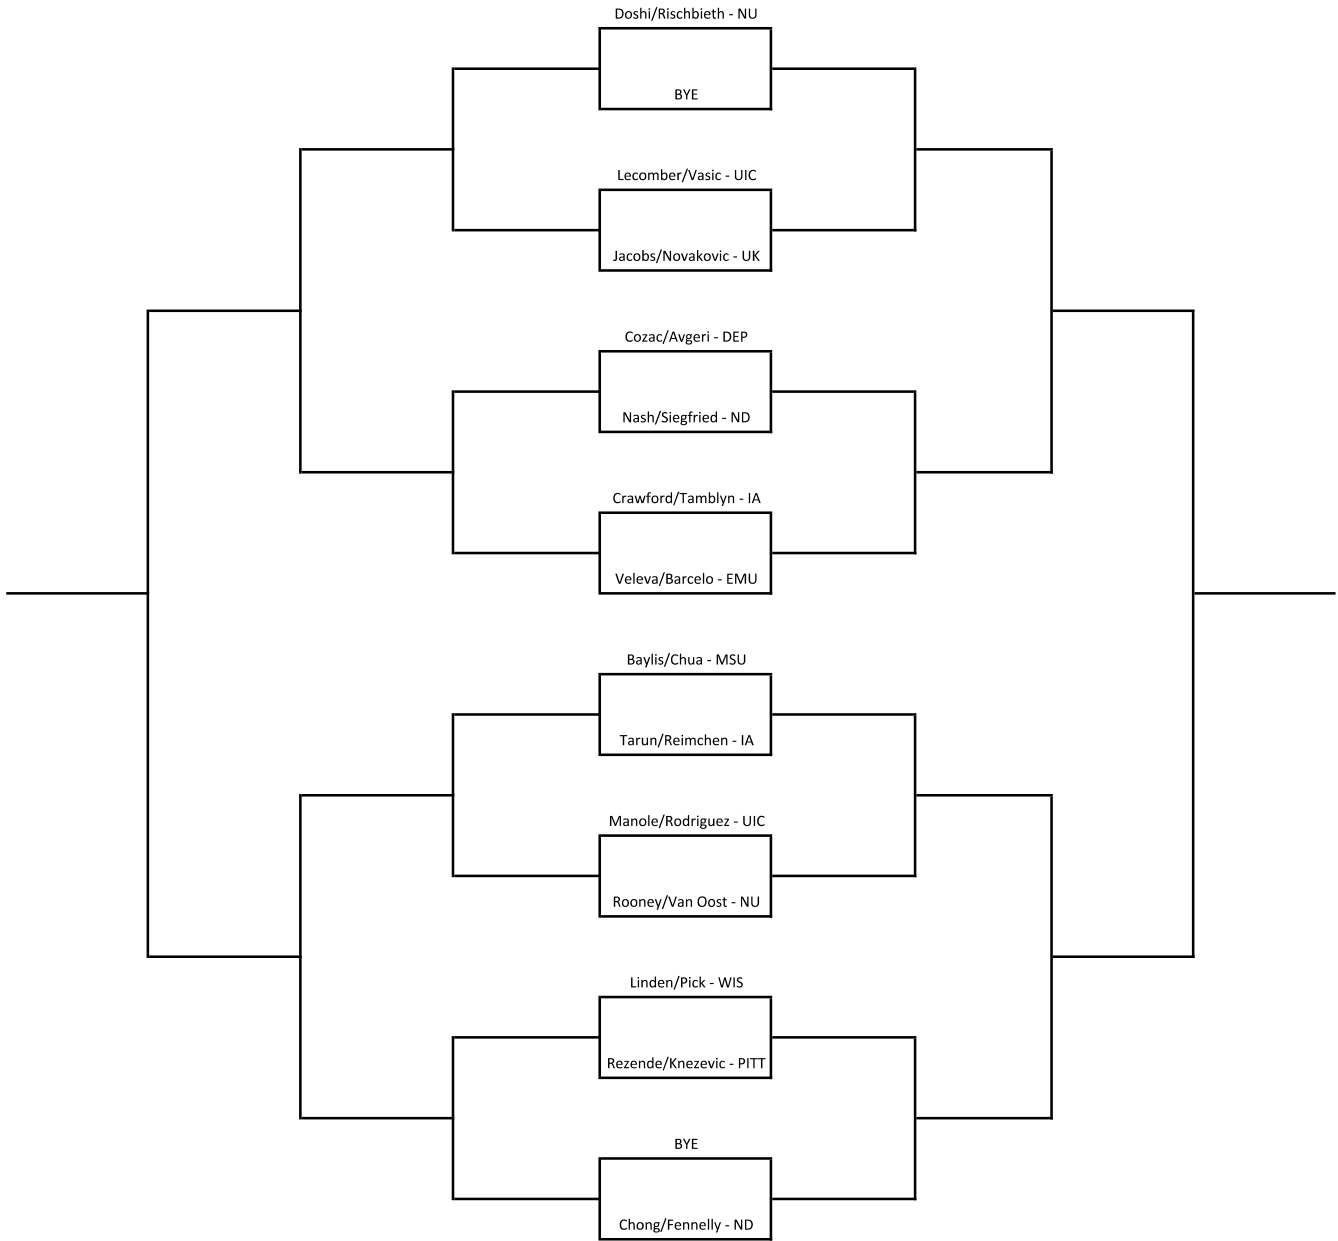 Doshi/Rischbieth - NU
BYE
Lecomber/Vasic - UIC
Jacobs/Novakovic - UK
Cozac/Avgeri - DEP
Nash/Siegfried - ND
Crawford/Tamblyn - IA
Veleva/Barcelo - EMU
Baylis/Chua - MSU
Tarun/Reimchen - IA
Manole/Rodriguez - UIC
Rooney/Van Oost - NU
Linden/Pick - WIS
Rezende/Knezevic - PITT
BYE
Chong/Fennelly - ND